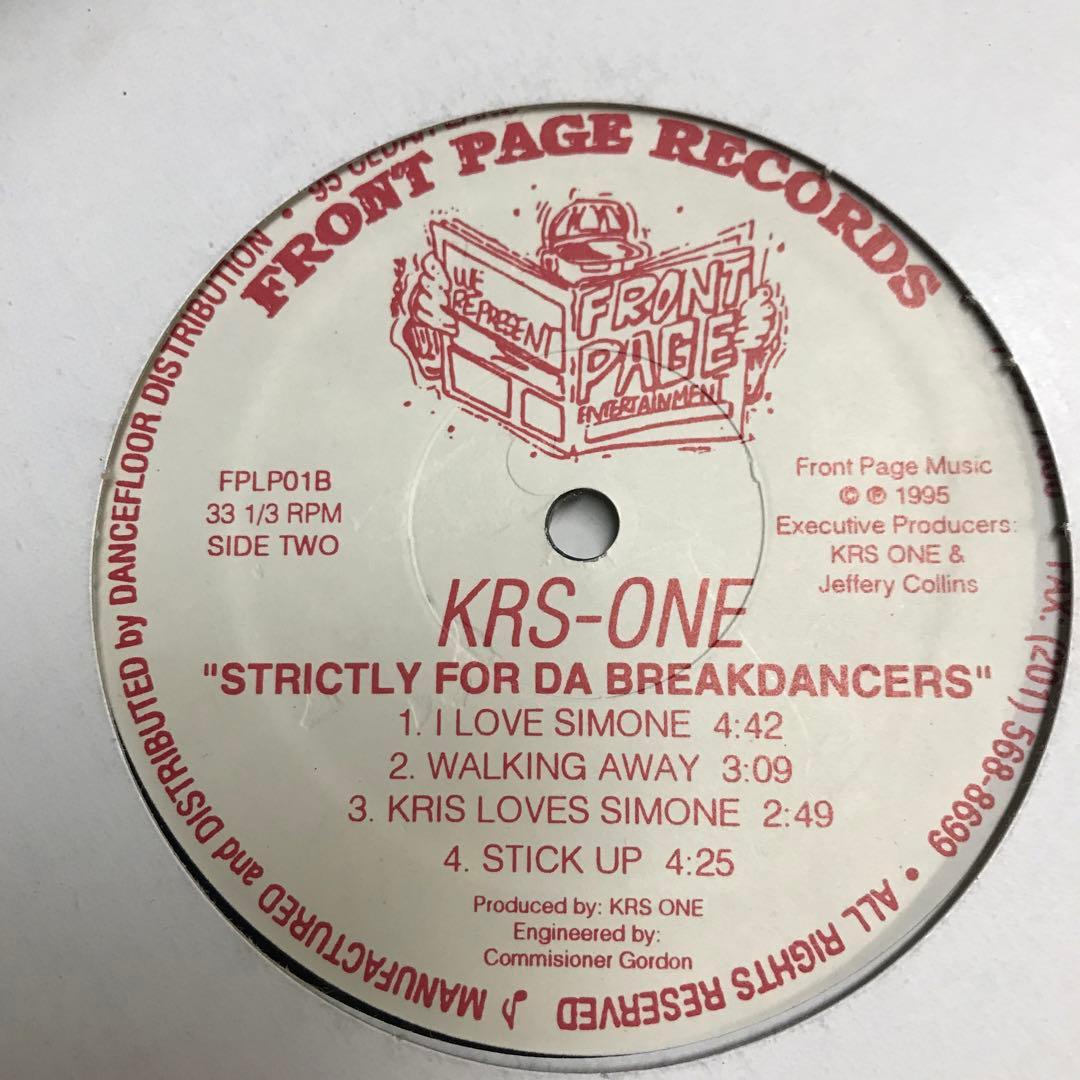 FRONT PAGE RECORDS
WE
REPRESENT
FRONT
PAGE
ENTERTAINMENT
FPLP01B
33 1/3 RPM
SIDE TWO
Front Page Music
© ℗ 1995
Executive Producers:
KRS ONE &
Jeffery Collins
KRS-ONE
"STRICTLY FOR DA BREAKDANCERS"
1. I LOVE SIMONE 4:42
2. WALKING AWAY 3:09
3. KRIS LOVES SIMONE 2:49
4. STICK UP 4:25
Produced by: KRS ONE
Engineered by:
Commisioner Gordon
♪ MANUFACTURED and DISTRIBUTED by DANCEFLOOR DISTRIBUTION • 95
FAX: (201) 568-8699 • ALL RIGHTS RESERVED